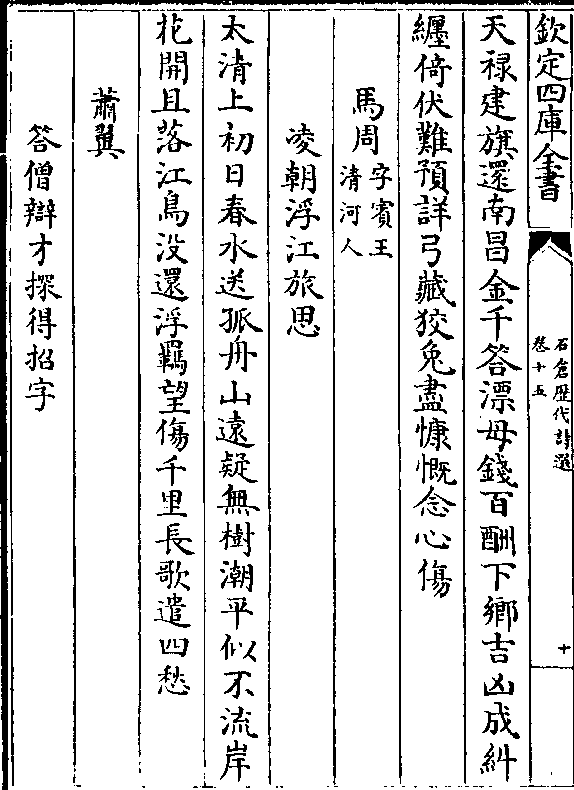 欽定四庫全書
石倉歴代詩選
卷十五
十
天禄建旗還南昌金千答漂母錢百酬下鄉吉凶成糾
纒倚伏難預詳弓藏狡兔盡慷慨念心傷
馬周
字賓王
清河人
凌朝浮江旅思
太清上初日春水送孤舟山遠疑無樹潮平似不流岸
花開且落江鳥没還浮羈望傷千里長歌遣四愁
蕭翼
答僧辯才探得招字